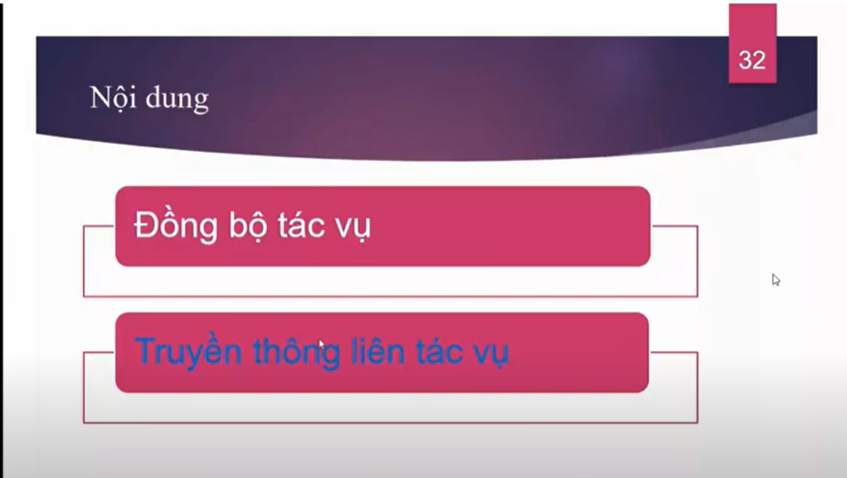 32
Nội dung
Đồng bộ tác vụ
Truyền thông liên tác vụ